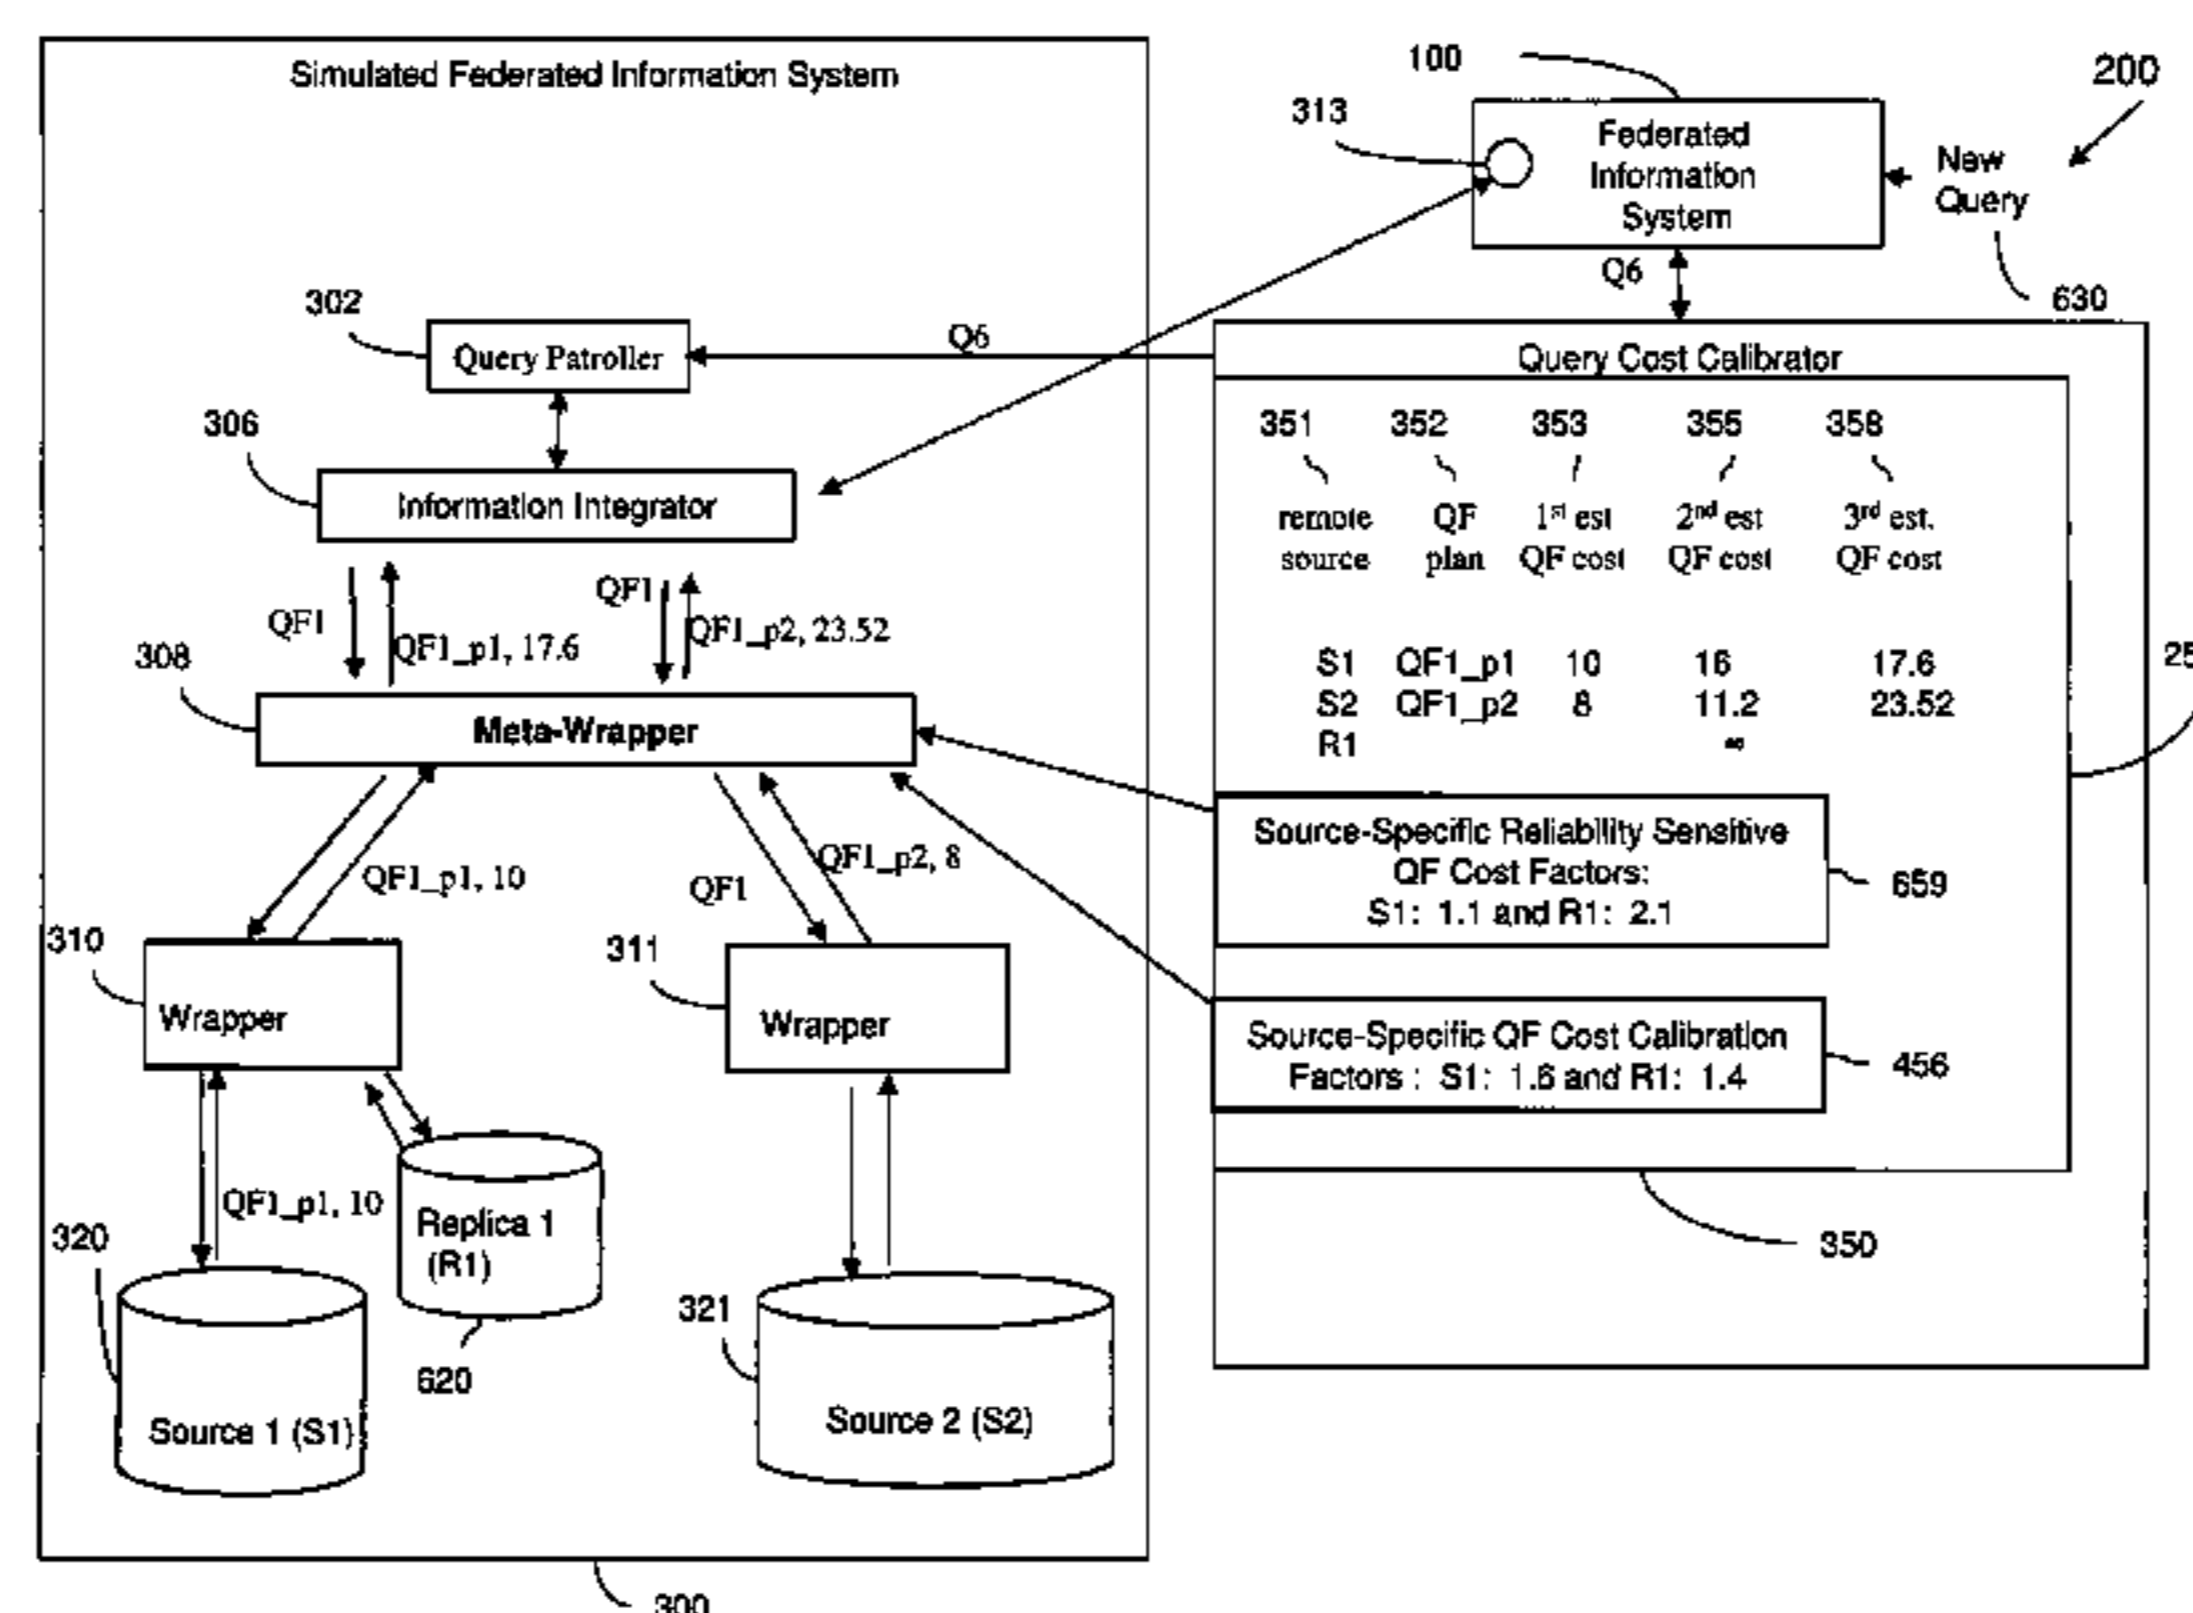 Simulated Federated Information System
100
200
313
Federated
Information
System
New
Query
Q6
630
302
Query Patroller
Q6
Query Cost Calibrator
306
Information Integrator
351 352 353 355 358
remote QF 1st est 2nd est 3rd est.
source plan QF cost QF cost QF cost
QF1
QF1_p1, 17.6
QF1
QF1_p2, 23.52
308
Meta-Wrapper
S1 QF1_p1 10 16 17.6
S2 QF1_p2 8 11.2 23.52
R1 ∞
25
Source-Specific Reliability Sensitive
QF Cost Factors:
S1: 1.1 and R1: 2.1
659
QF1_p1, 10
QF1
QF1_p2, 8
310
Wrapper
311
Wrapper
Source-Specific QF Cost Calibration
Factors : S1: 1.6 and R1: 1.4
456
QF1_p1, 10
320
Replica 1
(R1)
620
350
321
Source 1 (S1)
Source 2 (S2)
300